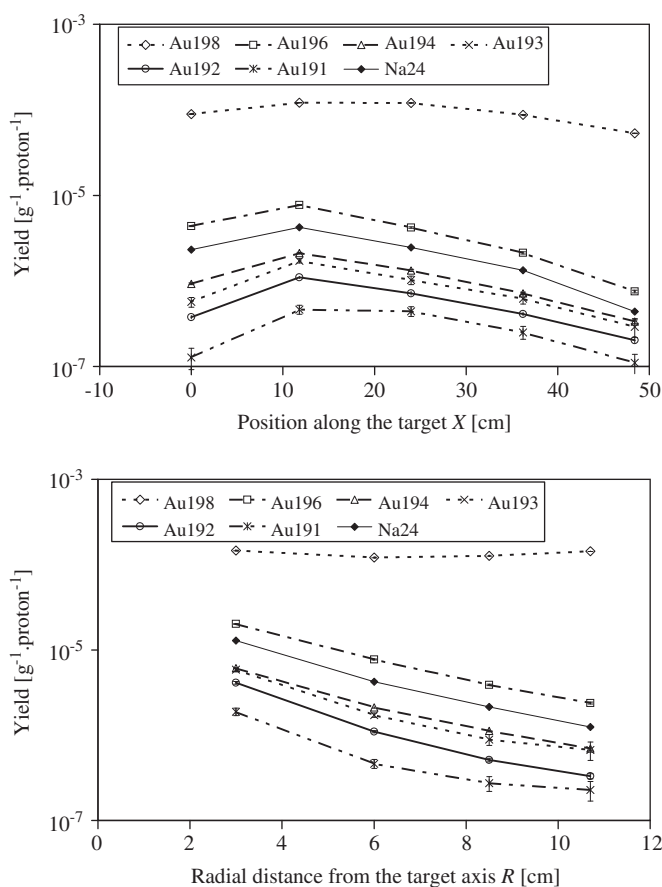 10⁻³
Au198 Au196 Au194 Au193
Au192 Au191 Na24
10⁻⁵
10⁻⁷
Yield [g⁻¹.proton⁻¹]
-10 0 10 20 30 40 50
Position along the target X [cm]
10⁻³
Au198 Au196 Au194 Au193
Au192 Au191 Na24
10⁻⁵
10⁻⁷
Yield [g⁻¹.proton⁻¹]
0 2 4 6 8 10 12
Radial distance from the target axis R [cm]